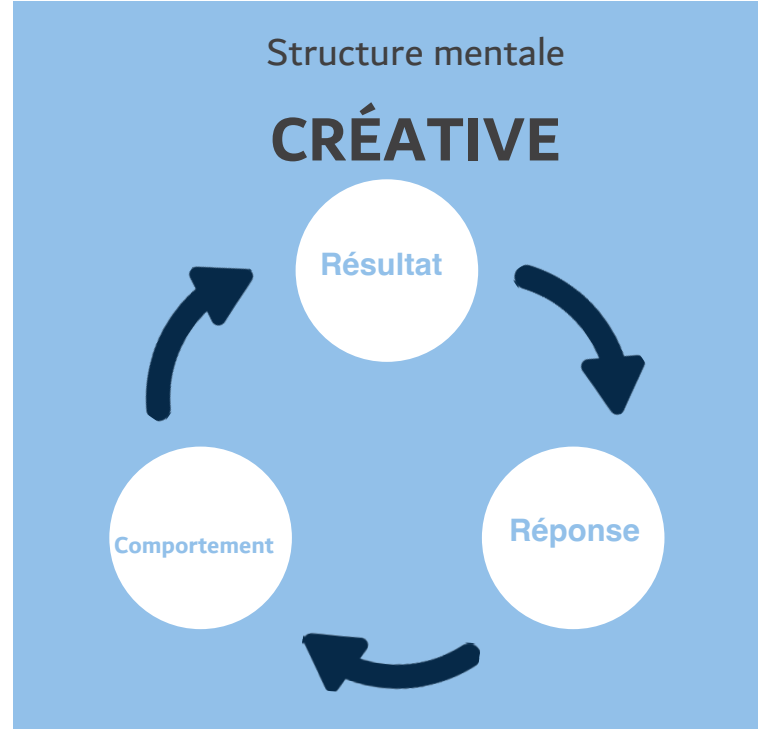 Structure mentale
CRÉATIVE
Résultat
Réponse
Comportement